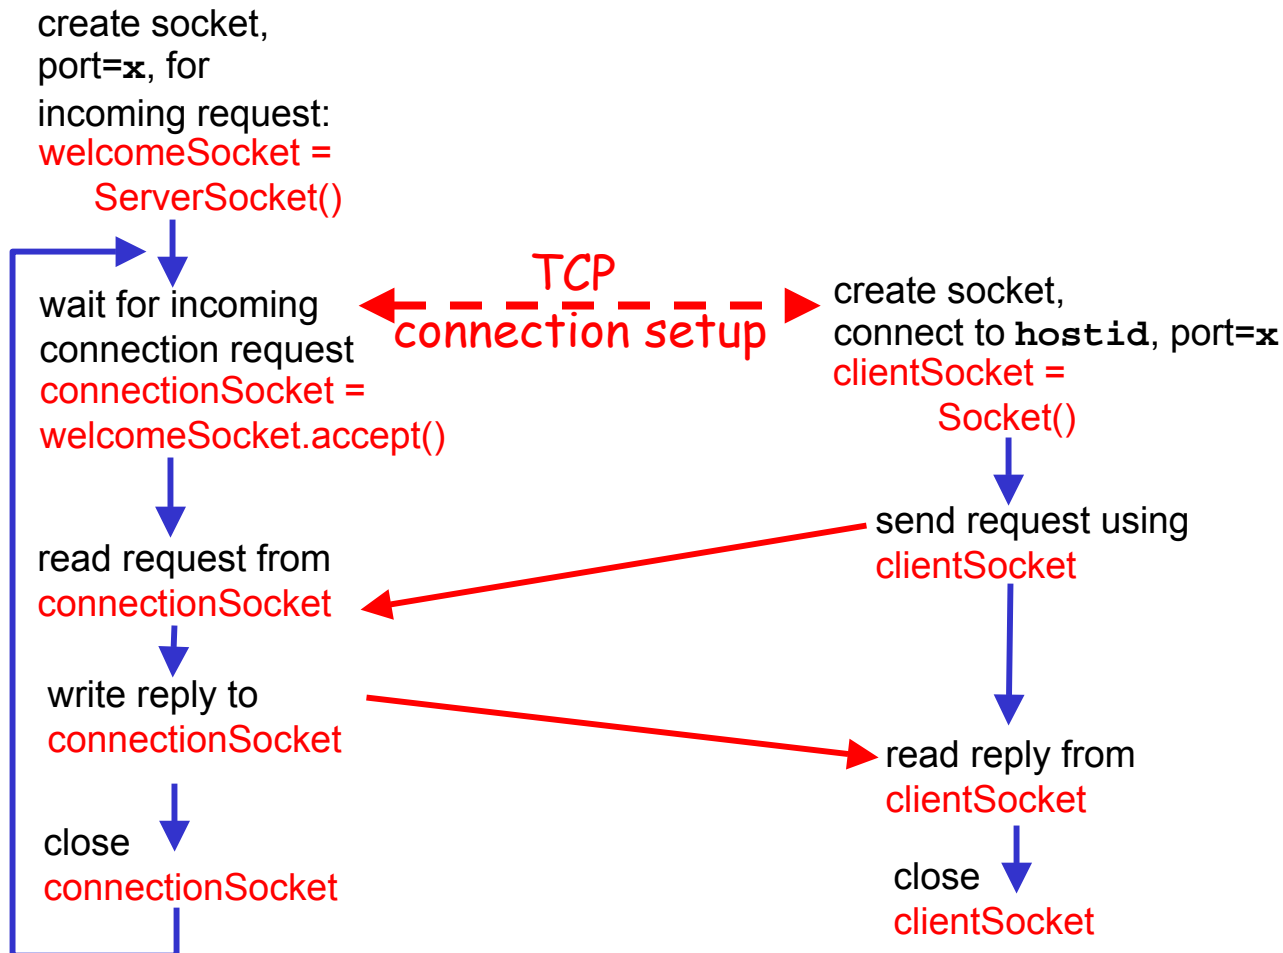 create socket,
port=x, for
incoming request:
welcomeSocket =
ServerSocket()
wait for incoming
connection request
connectionSocket =
welcomeSocket.accept()
read request from
connectionSocket
write reply to
connectionSocket
close
connectionSocket
TCP
connection setup
create socket,
connect to hostid, port=x
clientSocket =
Socket()
send request using
clientSocket
read reply from
clientSocket
close
clientSocket